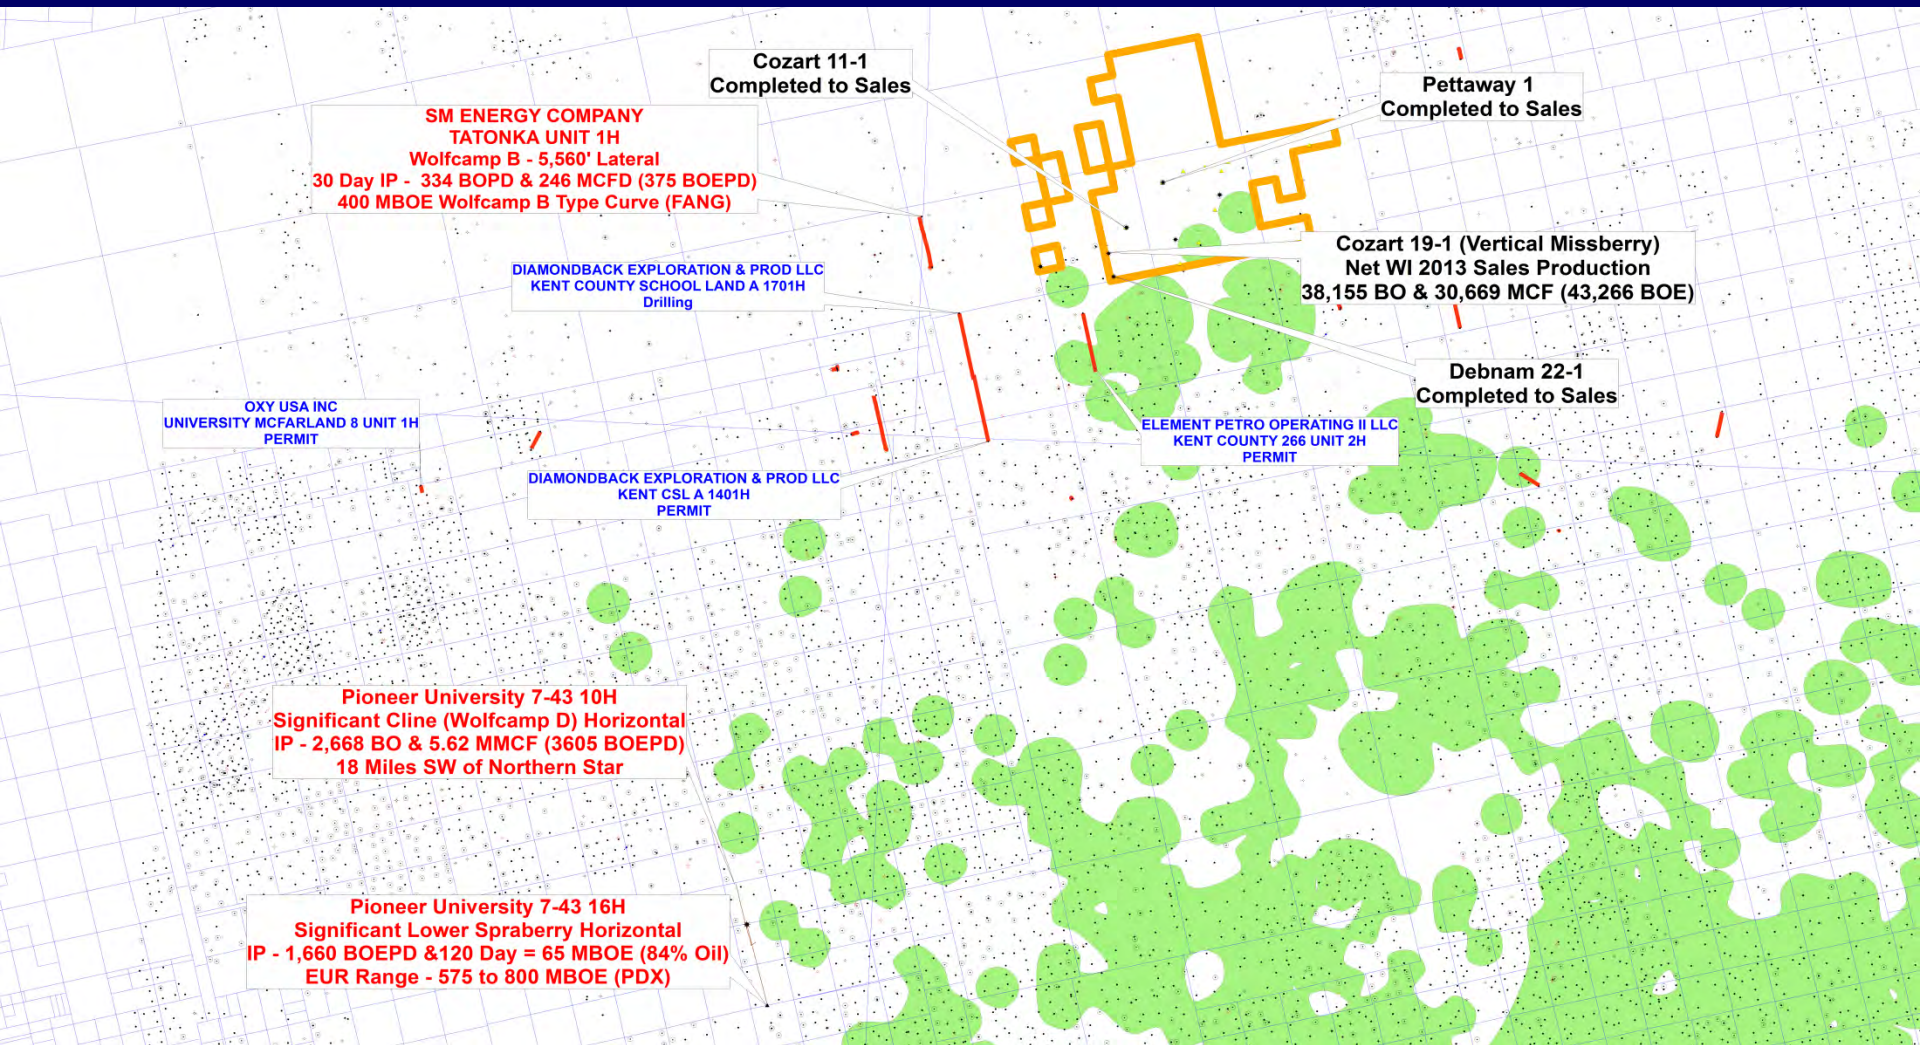 Cozart 11-1
Completed to Sales
Pettaway 1
Completed to Sales
SM ENERGY COMPANY
TATONKA UNIT 1H
Wolfcamp B - 5,560' Lateral
30 Day IP -  334 BOPD & 246 MCFD (375 BOEPD)
400 MBOE Wolfcamp B Type Curve (FANG)
Cozart 19-1 (Vertical Missberry)
Net WI 2013 Sales Production
38,155 BO & 30,669 MCF (43,266 BOE)
DIAMONDBACK EXPLORATION & PROD LLC
KENT COUNTY SCHOOL LAND A 1701H
Drilling
Debnam 22-1
Completed to Sales
OXY USA INC
UNIVERSITY MCFARLAND 8 UNIT 1H
PERMIT
ELEMENT PETRO OPERATING II LLC
KENT COUNTY 266 UNIT 2H
PERMIT
DIAMONDBACK EXPLORATION & PROD LLC
KENT CSL A 1401H
PERMIT
Pioneer University 7-43 10H
Significant Cline (Wolfcamp D) Horizontal
IP - 2,668 BO & 5.62 MMCF (3605 BOEPD)
18 Miles SW of Northern Star
Pioneer University 7-43 16H
Significant Lower Spraberry Horizontal
IP - 1,660 BOEPD &120 Day = 65 MBOE (84% Oil)
EUR Range - 575 to 800 MBOE (PDX)